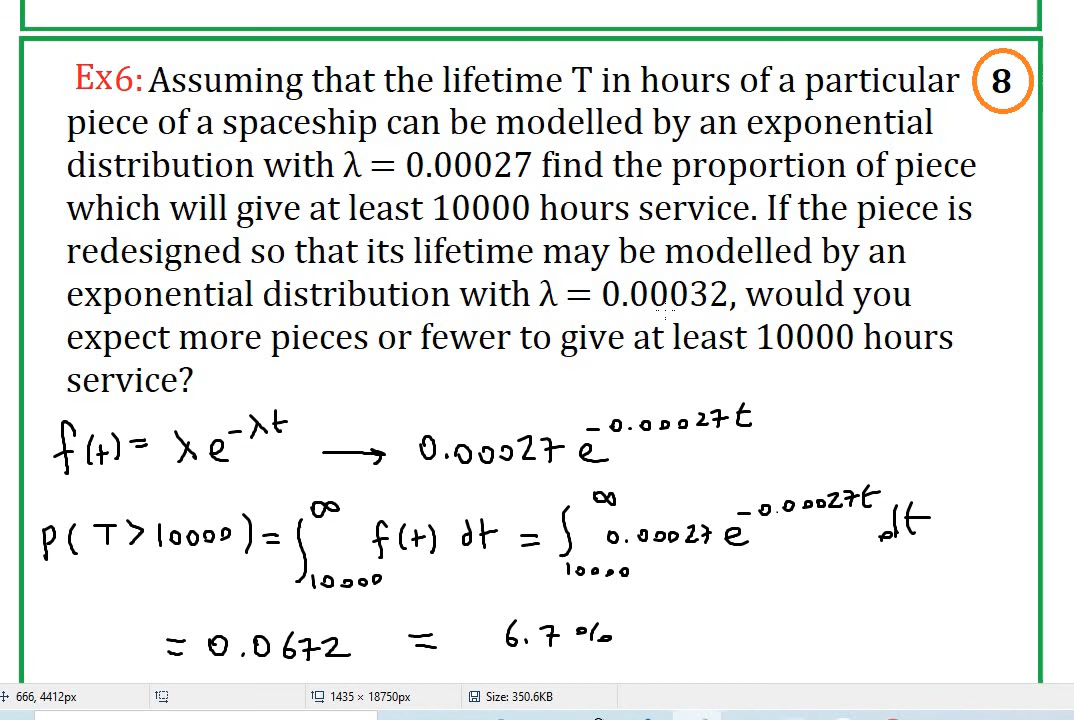 Ex6: Assuming that the lifetime T in hours of a particular 8
piece of a spaceship can be modelled by an exponential
distribution with λ = 0.00027 find the proportion of piece
which will give at least 10000 hours service. If the piece is
redesigned so that its lifetime may be modelled by an
exponential distribution with λ = 0.00032, would you
expect more pieces or fewer to give at least 10000 hours
service?
f(t) = λ e^{-λt} → 0.00027 e^{-0.00027t}
P(T > 10000) = ∫_{10000}^{∞} f(t) dt = ∫_{10000}^{∞} 0.00027 e^{-0.00027t} dt
= 0.0672 = 6.7 %
666, 4412px 1435 × 18750px Size: 350.6KB